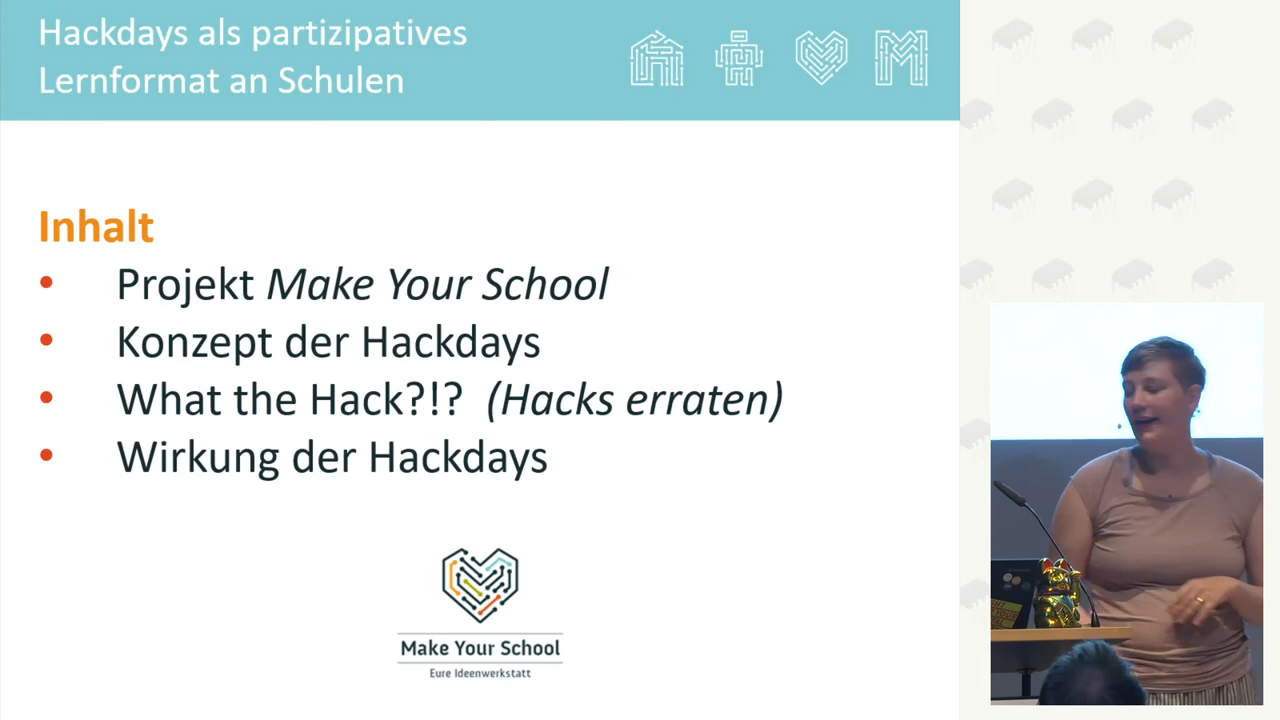 Hackdays als partizipatives
Lernformat an Schulen
Inhalt
• Projekt Make Your School
• Konzept der Hackdays
• What the Hack?!? (Hacks erraten)
• Wirkung der Hackdays
Make Your School
Eure Ideenwerkstatt